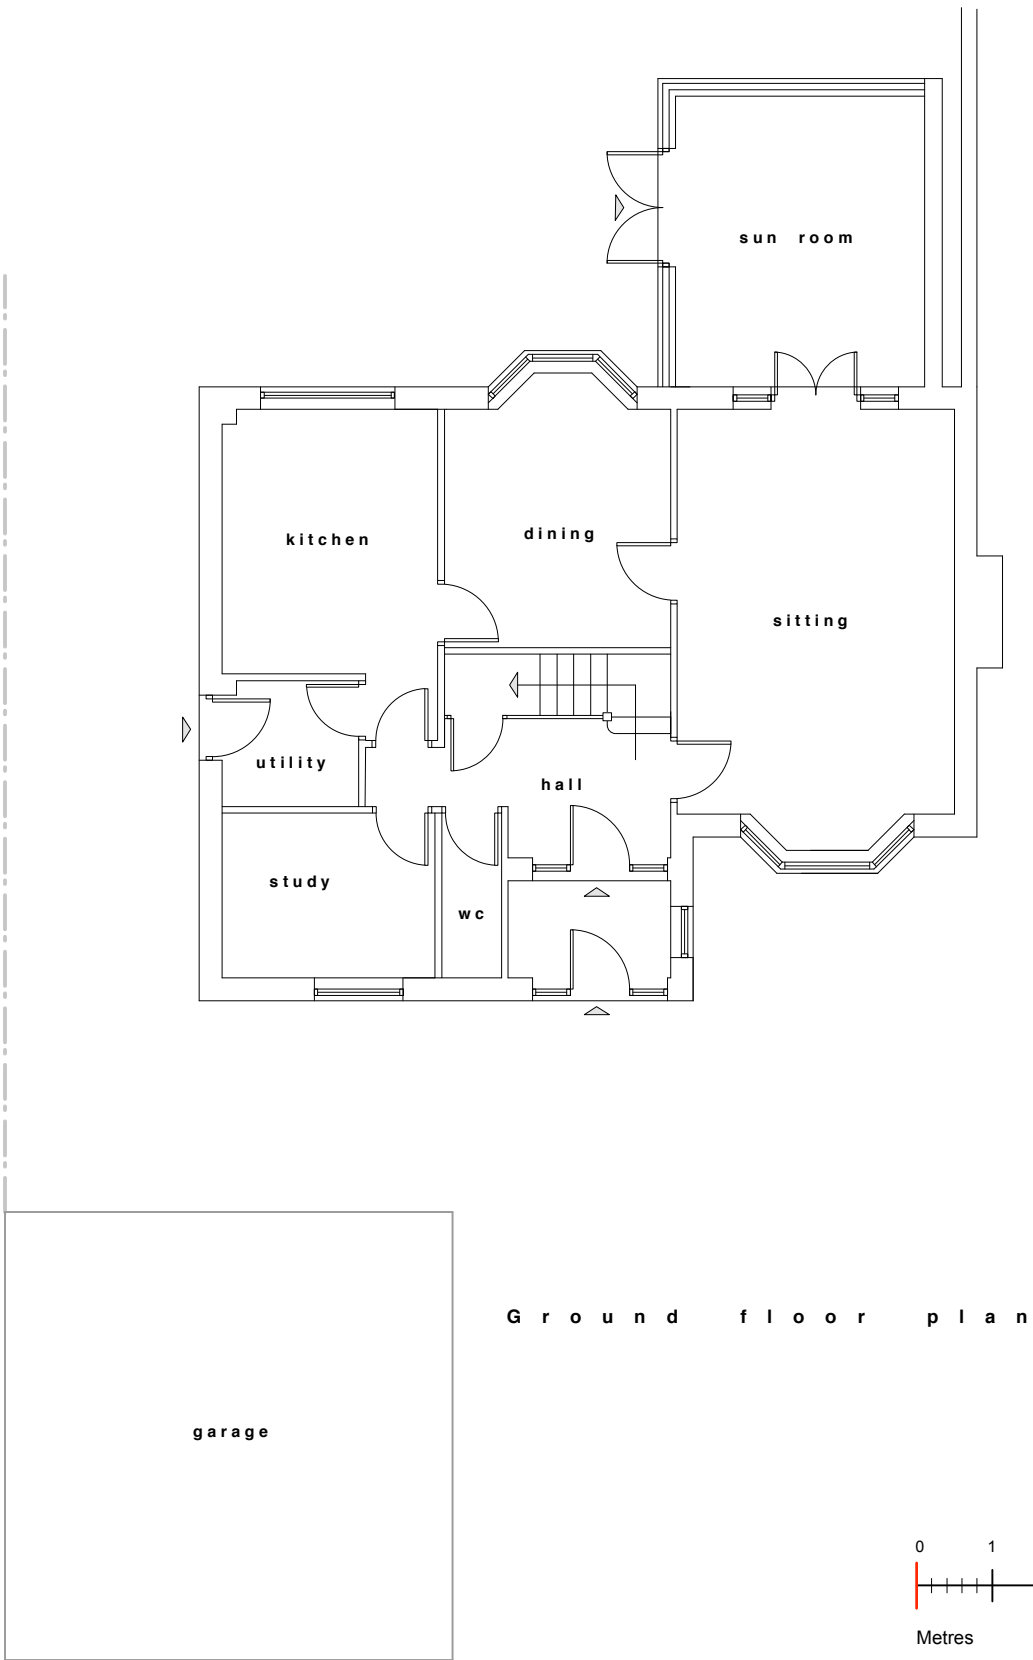 sun room
kitchen
dining
sitting
utility
hall
study
wc
Ground floor plan
garage
0 1
Metres